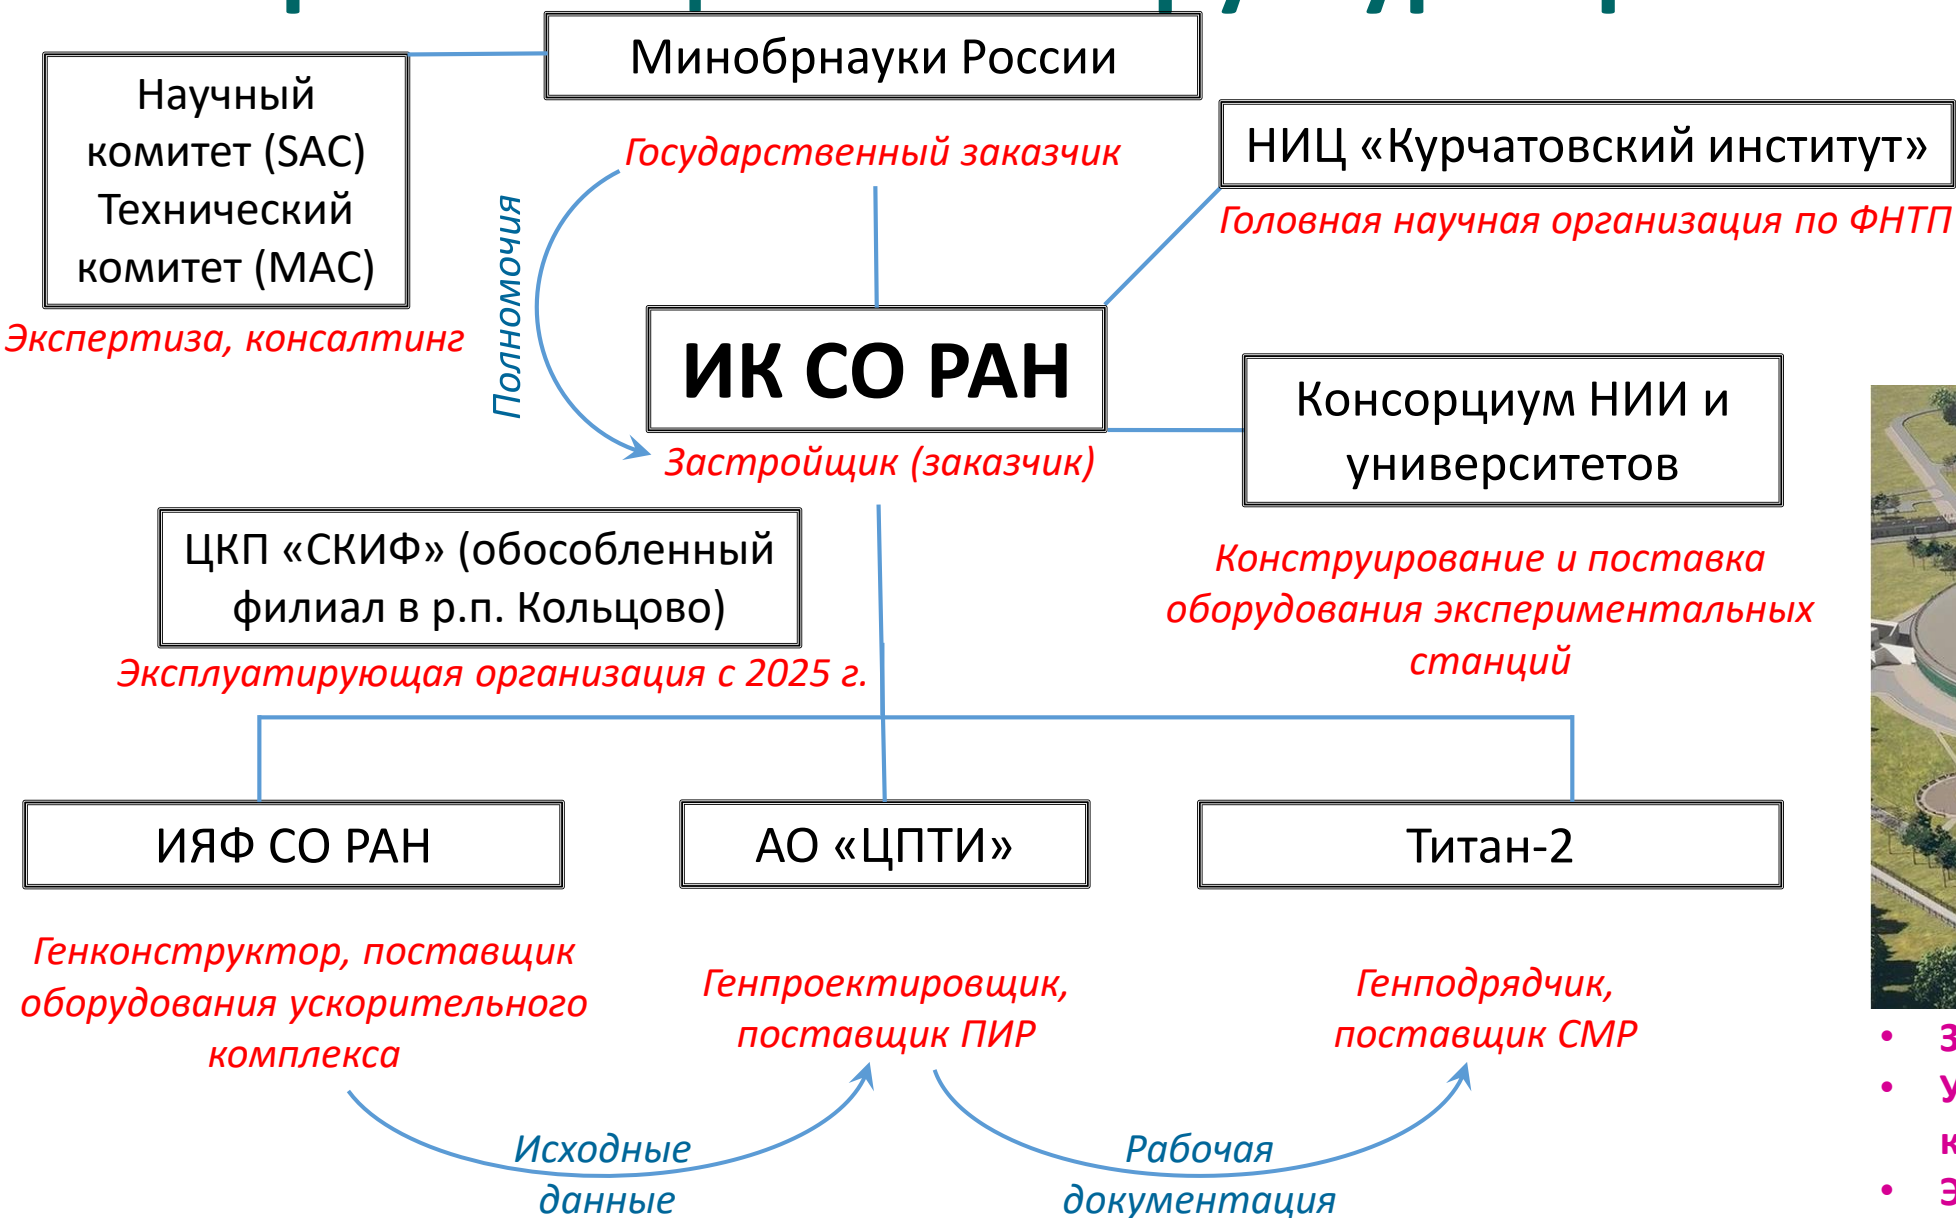 Минобрнауки России
Научный
комитет (SAC)
Технический
комитет (MAC)
Экспертиза, консалтинг
Государственный заказчик
НИЦ «Курчатовский институт»
Головная научная организация по ФНТП
Полномочия
ИК СО РАН
Застройщик (заказчик)
Консорциум НИИ и
университетов
Конструирование и поставка
оборудования экспериментальных
станций
ЦКП «СКИФ» (обособленный
филиал в р.п. Кольцово)
Эксплуатирующая организация с 2025 г.
ИЯФ СО РАН
АО «ЦПТИ»
Титан-2
Генконструктор, поставщик
оборудования ускорительного
комплекса
Генпроектировщик,
поставщик ПИР
Генподрядчик,
поставщик СМР
Исходные
данные
Рабочая
документация